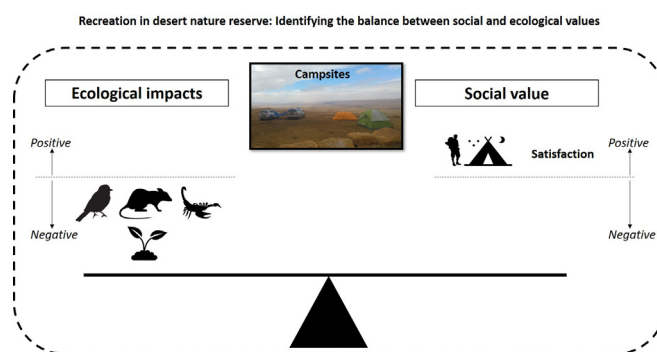 Recreation in desert nature reserve: Identifying the balance between social and ecological values
Campsites
Ecological impacts
Social value
Positive
Satisfaction
Positive
Negative
Negative